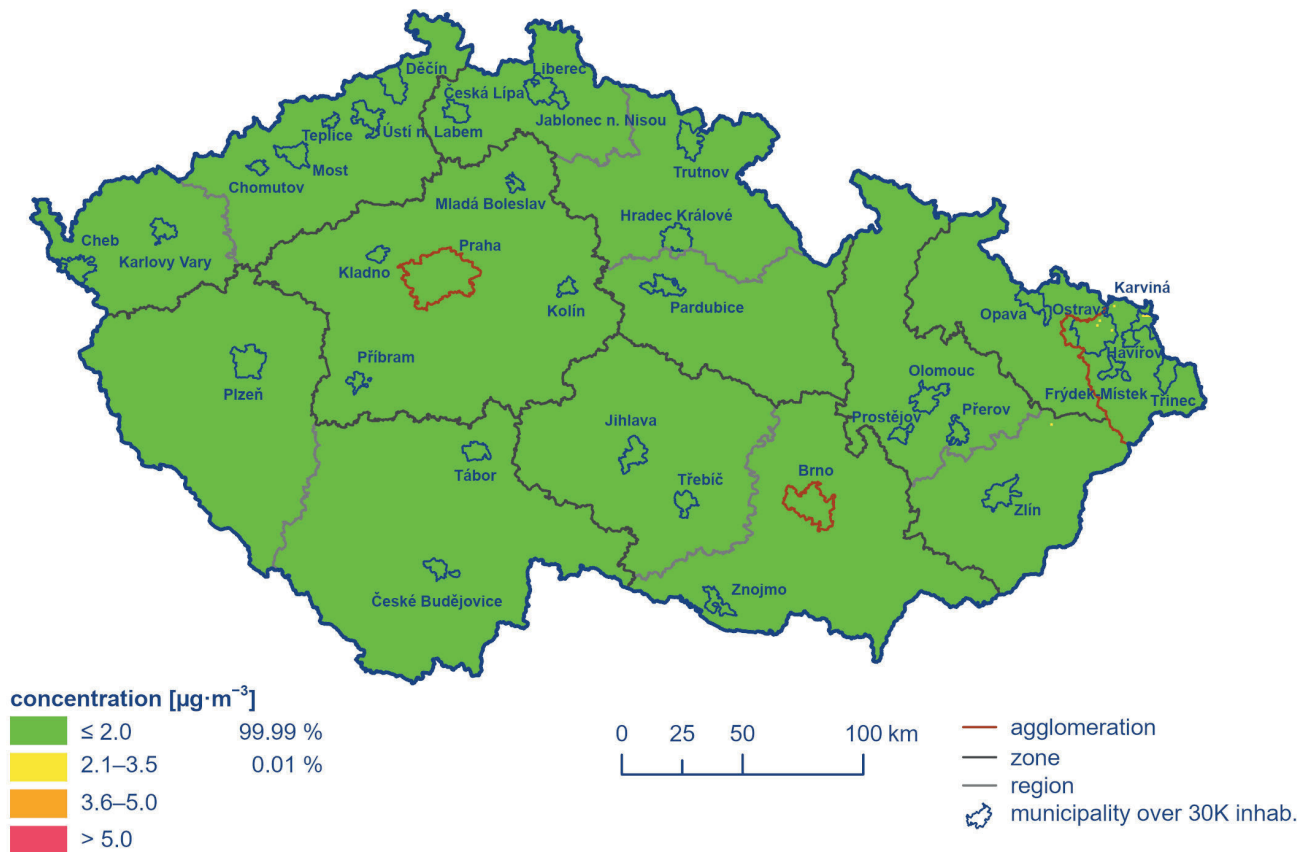 Děčín
Liberec
Česká Lípa
Jablonec n. Nisou
Teplice
Ústí n. Labem
Most
Chomutov
Trutnov
Mladá Boleslav
Hradec Králové
Cheb
Karlovy Vary
Kladno
Praha
Kolín
Pardubice
Karviná
Opava
Ostrava
Havířov
Příbram
Plzeň
Olomouc
Frýdek-Místek
Třinec
Prostějov
Přerov
Jihlava
Tábor
Třebíč
Brno
Zlín
České Budějovice
Znojmo
concentration [µg·m⁻³]
≤ 2.0 99.99 %
2.1–3.5 0.01 %
3.6–5.0
> 5.0
0 25 50 100 km
agglomeration
zone
region
municipality over 30K inhab.